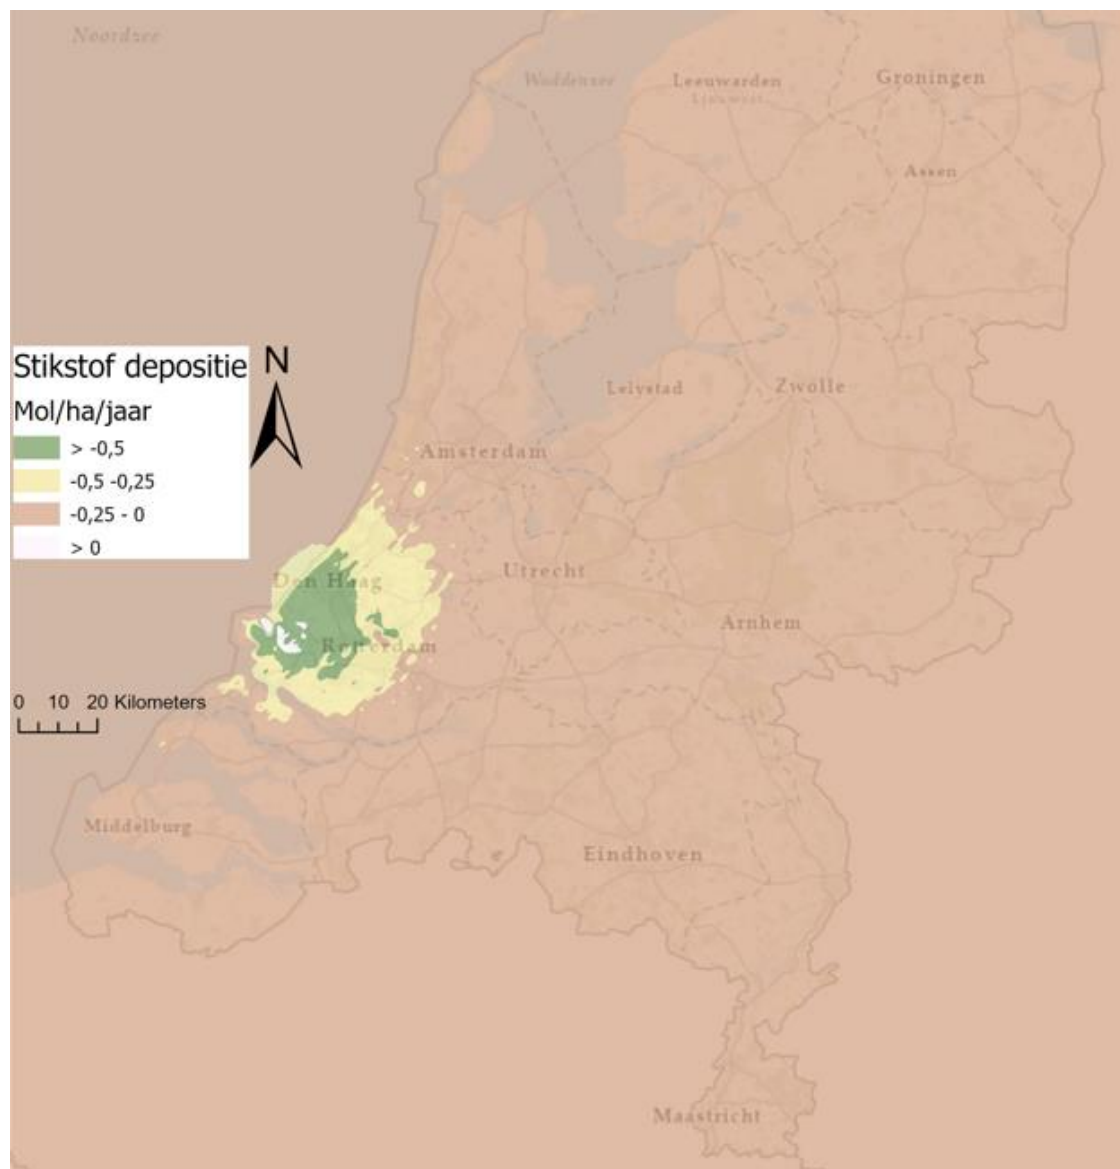 Noordzee
Waddenzee
Leeuwarden
Ljouwert
Groningen
Assen
Stikstof depositie
N
Mol/ha/jaar
> -0,5
-0,5 -0,25
-0,25 - 0
> 0
Lelystad
Zwolle
Amsterdam
Den Haag
Utrecht
Rotterdam
Arnhem
0 10 20 Kilometers
Middelburg
Eindhoven
Maastricht